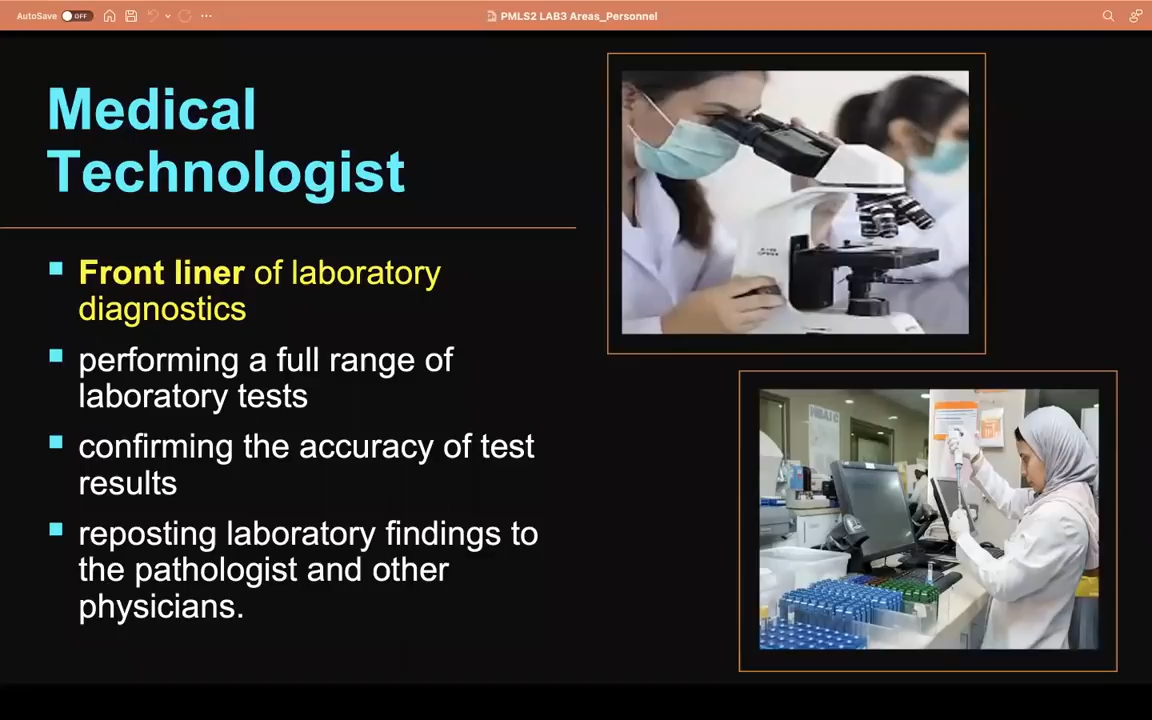 AutoSave OFF
PMLS2 LAB3 Areas_Personnel
Medical
Technologist
Front liner of laboratory
diagnostics
performing a full range of
laboratory tests
confirming the accuracy of test
results
reposting laboratory findings to
the pathologist and other
physicians.